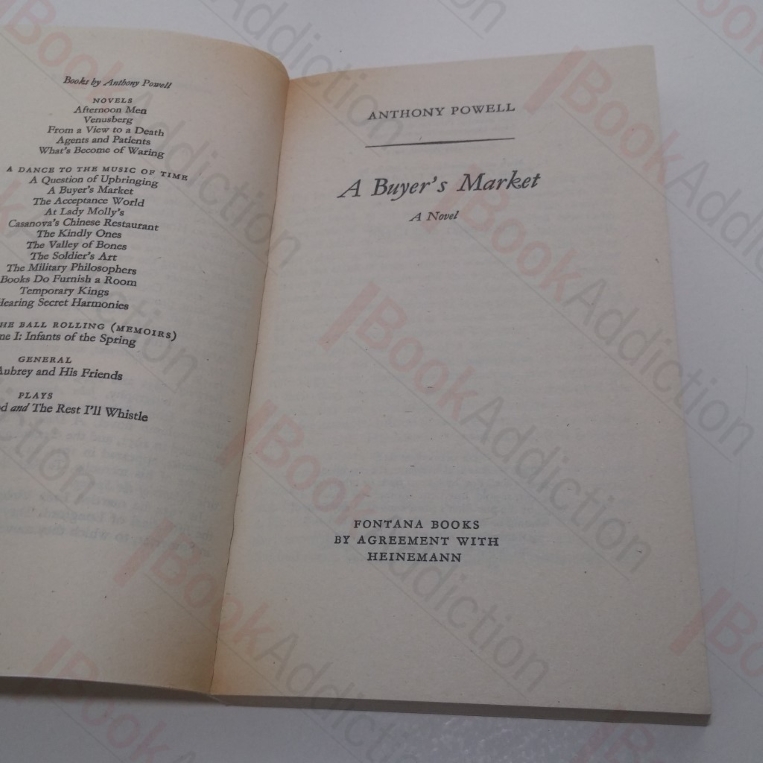 Books by Anthony Powell
NOVELS
Afternoon Men
Venusberg
From a View to a Death
Agents and Patients
What's Become of Waring
A DANCE TO THE MUSIC OF TIME
A Question of Upbringing
A Buyer's Market
The Acceptance World
At Lady Molly's
Casanova's Chinese Restaurant
The Kindly Ones
The Valley of Bones
The Soldier's Art
The Military Philosophers
Books Do Furnish a Room
Temporary Kings
Hearing Secret Harmonies
THE BALL ROLLING (MEMOIRS)
I: Infants of the Spring
GENERAL
Aubrey and His Friends
PLAYS
and The Rest I'll Whistle
ANTHONY POWELL
A Buyer's Market
A Novel
FONTANA BOOKS
BY AGREEMENT WITH
HEINEMANN
BookAddiction